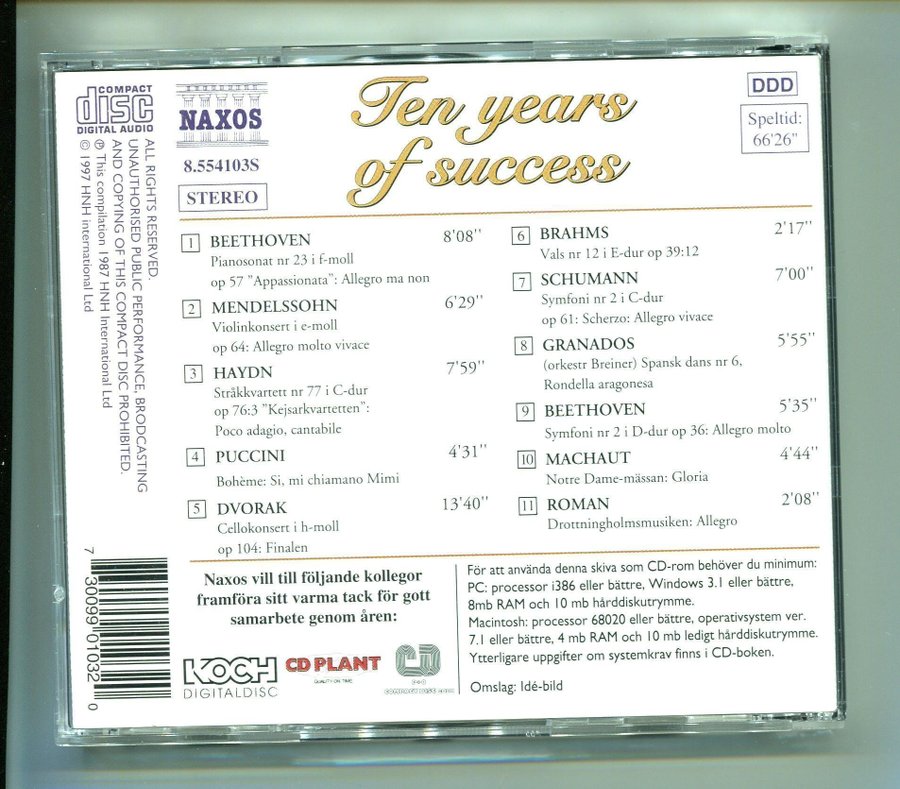 COMPACT
disc
DIGITAL AUDIO
ALL RIGHTS RESERVED.
UNAUTHORISED PUBLIC PERFORMANCE, BRODCASTING
AND COPYING OF THIS COMPACT DISC PROHIBITED.
℗ This compilation 1987 HNH International Ltd
© 1997 HNH international Ltd
7 30099 01032 0
NAXOS
8.554103S
STEREO
Ten years
of success
DDD
Speltid:
66'26"
1 BEETHOVEN 8'08"
Pianosonat nr 23 i f-moll
op 57 "Appassionata": Allegro ma non
2 MENDELSSOHN 6'29"
Violinkonsert i e-moll
op 64: Allegro molto vivace
3 HAYDN 7'59"
Stråkkvartett nr 77 i C-dur
op 76:3 "Kejsarkvartetten":
Poco adagio, cantabile
4 PUCCINI 4'31"
Bohème: Si, mi chiamano Mimi
5 DVORAK 13'40"
Cellokonsert i h-moll
op 104: Finalen
6 BRAHMS 2'17"
Vals nr 12 i E-dur op 39:12
7 SCHUMANN 7'00"
Symfoni nr 2 i C-dur
op 61: Scherzo: Allegro vivace
8 GRANADOS 5'55"
(orkestr Breiner) Spansk dans nr 6,
Rondella aragonesa
9 BEETHOVEN 5'35"
Symfoni nr 2 i D-dur op 36: Allegro molto
10 MACHAUT 4'44"
Notre Dame-mässan: Gloria
11 ROMAN 2'08"
Drottningholmsmusiken: Allegro
Naxos vill till följande kollegor
framföra sitt varma tack för gott
samarbete genom åren:
KOCH
DIGITALDISC
CD PLANT
QUALITY ON TIME
För att använda denna skiva som CD-rom behöver du minimum:
PC: processor i386 eller bättre, Windows 3.1 eller bättre,
8mb RAM och 10 mb hårddiskutrymme.
Macintosh: processor 68020 eller bättre, operativsystem ver.
7.1 eller bättre, 4 mb RAM och 10 mb ledigt hårddiskutrymme.
Ytterligare uppgifter om systemkrav finns i CD-boken.
Omslag: Idé-bild